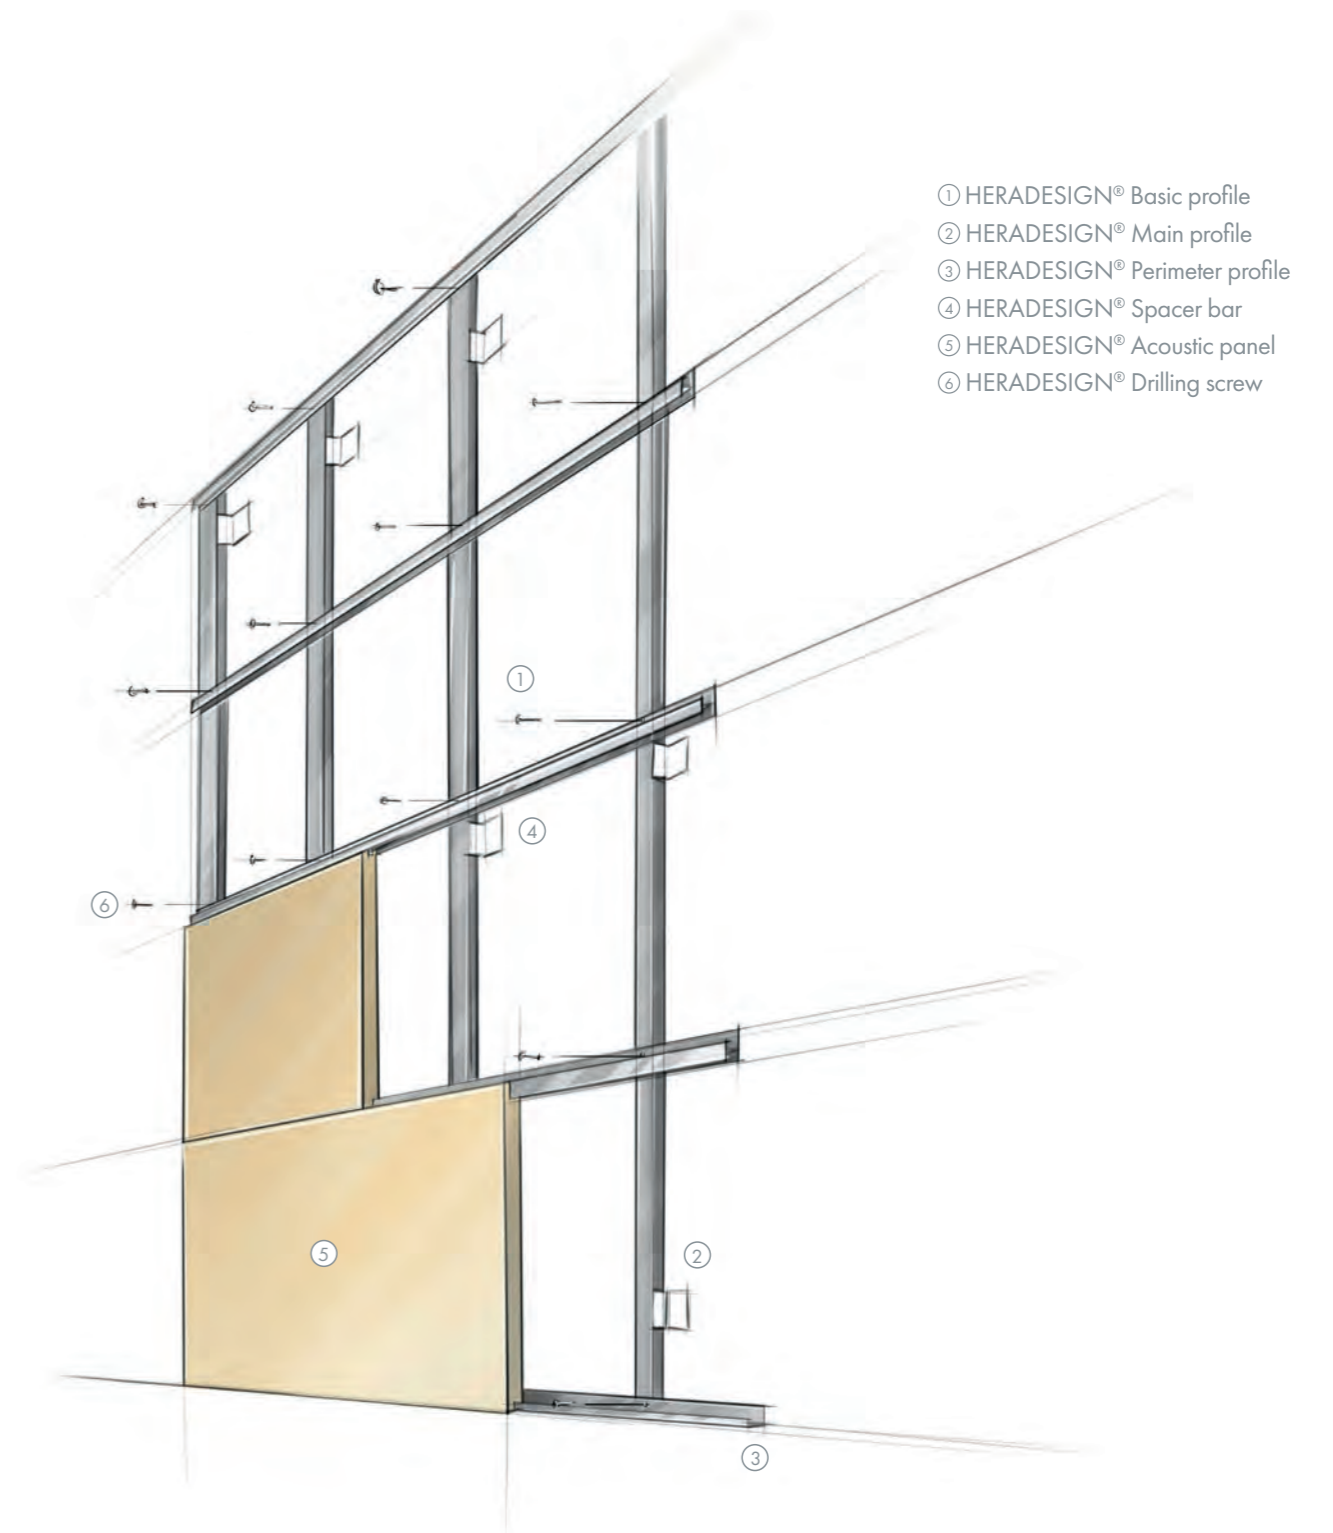 ① HERADESIGN® Basic profile
② HERADESIGN® Main profile
③ HERADESIGN® Perimeter profile
④ HERADESIGN® Spacer bar
⑤ HERADESIGN® Acoustic panel
⑥ HERADESIGN® Drilling screw
①
④
⑥
⑤
②
③